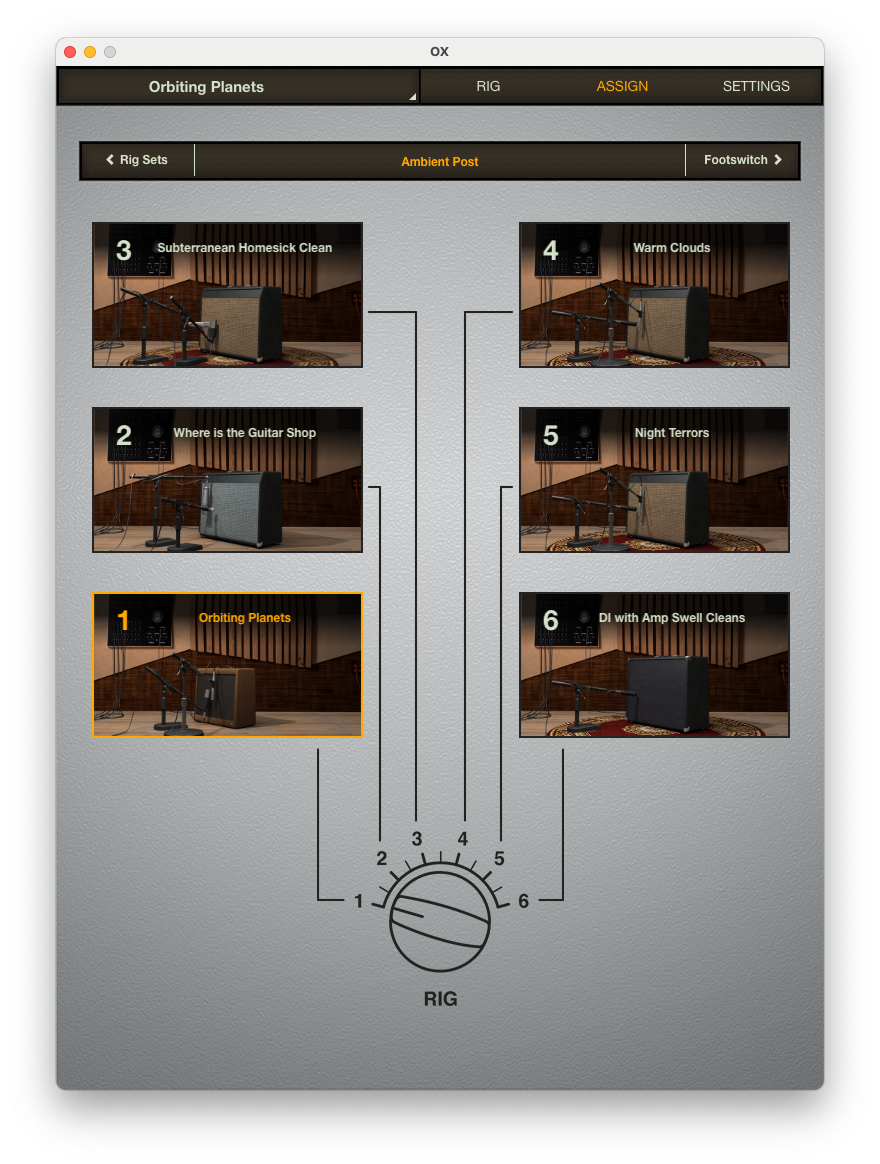 OX
Orbiting Planets
RIG
ASSIGN
SETTINGS
Rig Sets
Ambient Post
Footswitch
3 Subterranean Homesick Clean
4 Warm Clouds
2 Where is the Guitar Shop
5 Night Terrors
1 Orbiting Planets
6 DI with Amp Swell Cleans
1
2
3
4
5
6
RIG